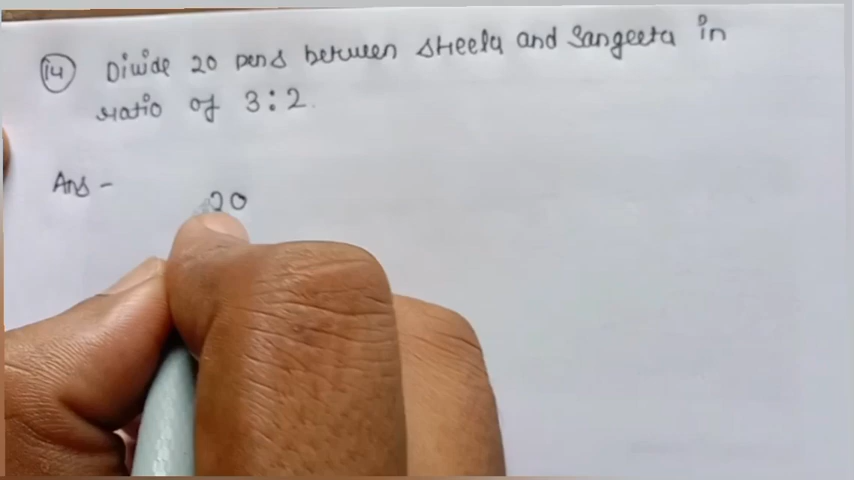 14 Divide 20 pens between sheela and Sangeeta in
ratio of 3:2.
Ans - 20